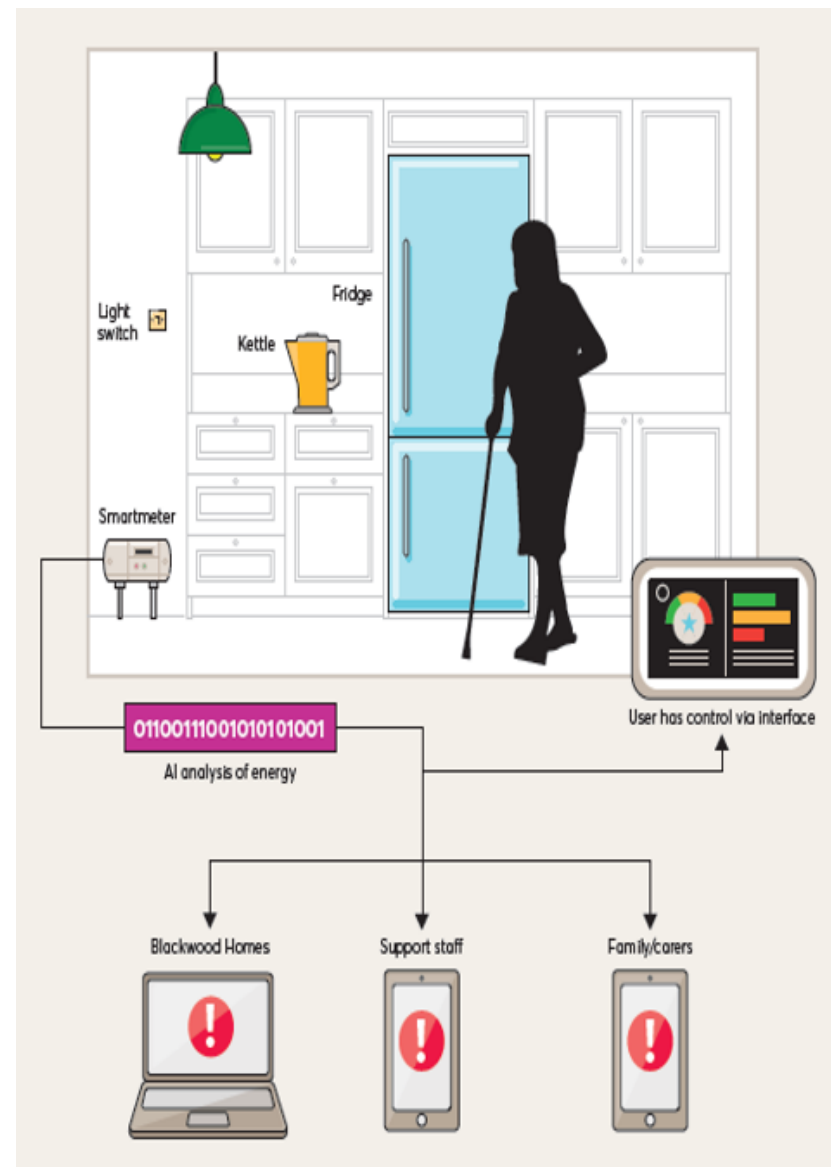 Light
switch
Kettle
Fridge
Smartmeter
01100111001010101001
AI analysis of energy
User has control via interface
Blackwood Homes
Support staff
Family/carers
!
!
!